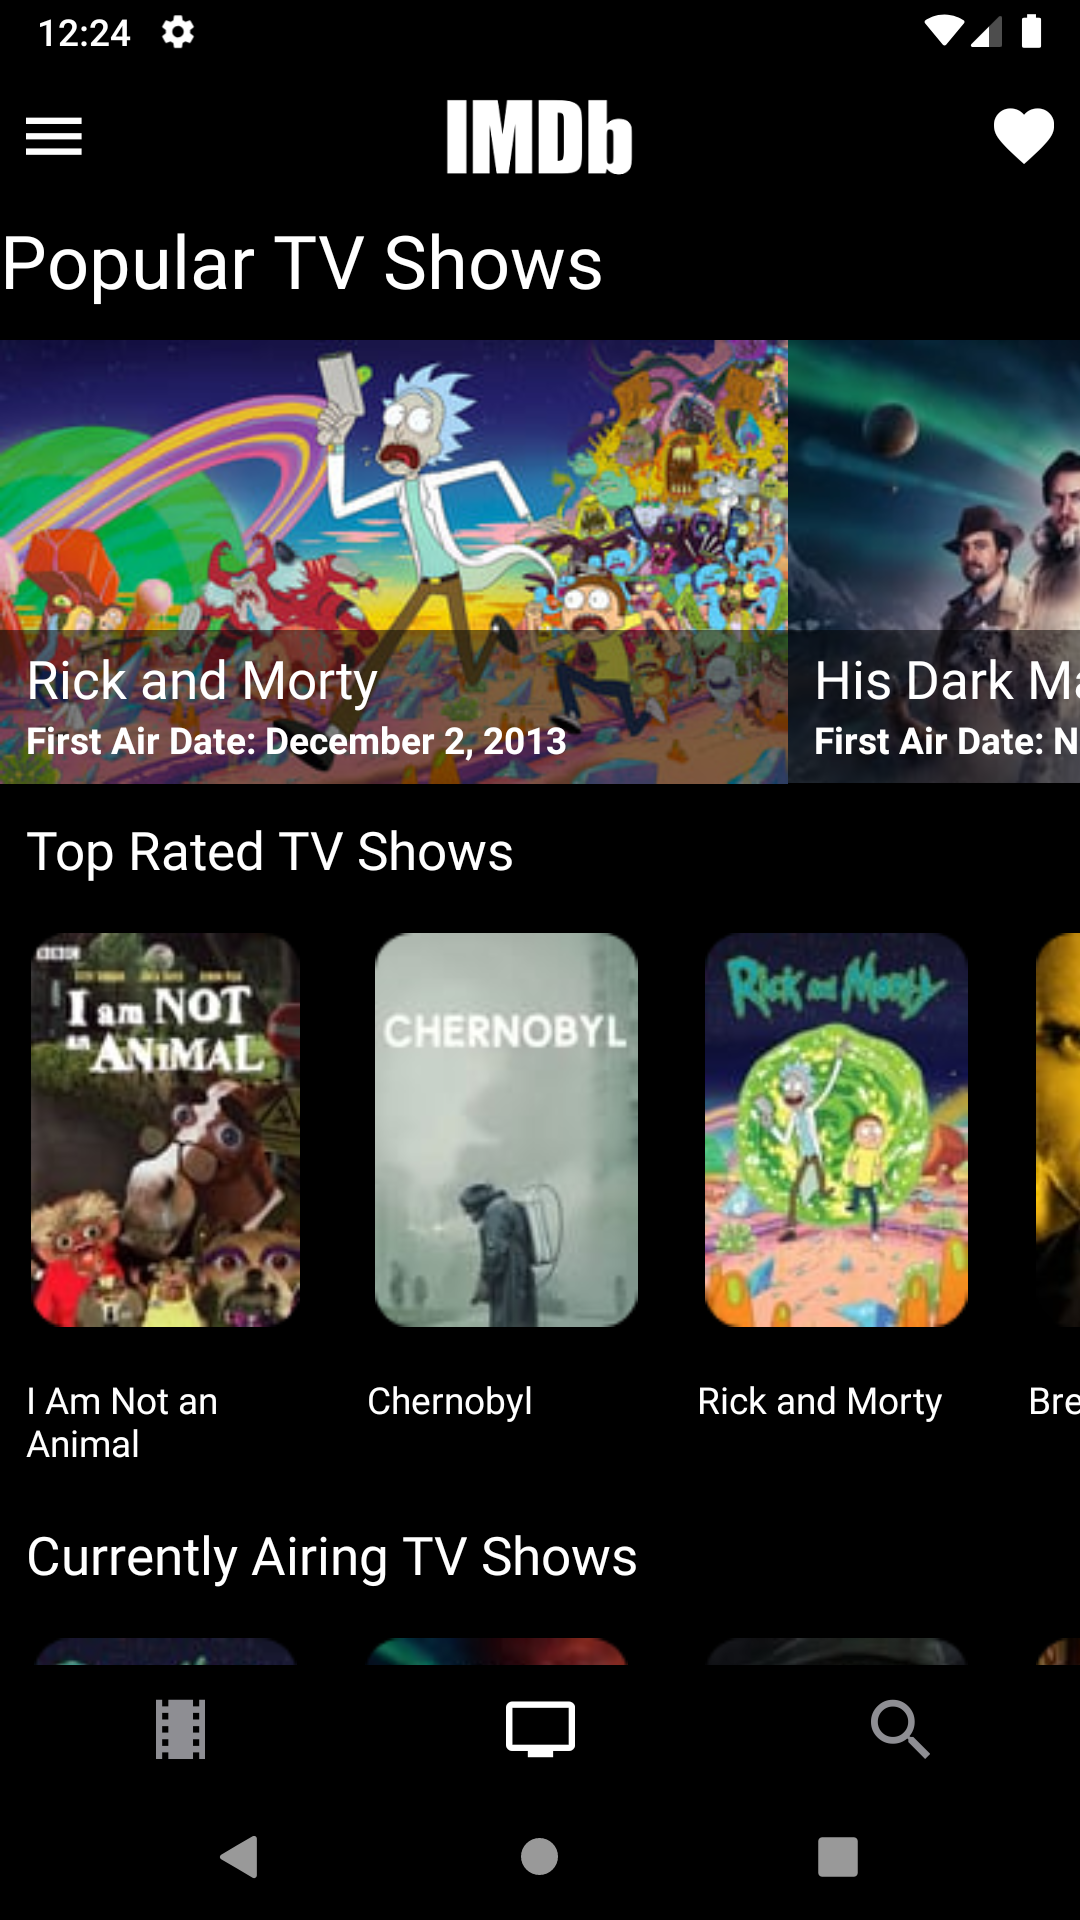 12:24
IMDb
Popular TV Shows
Rick and Morty
First Air Date: December 2, 2013
His Dark Ma
First Air Date: N
Top Rated TV Shows
BBC
I am NOT
an ANiMAL
CHERNOBYL
Rick and Morty
I Am Not an
Animal
Chernobyl
Rick and Morty
Bre
Currently Airing TV Shows